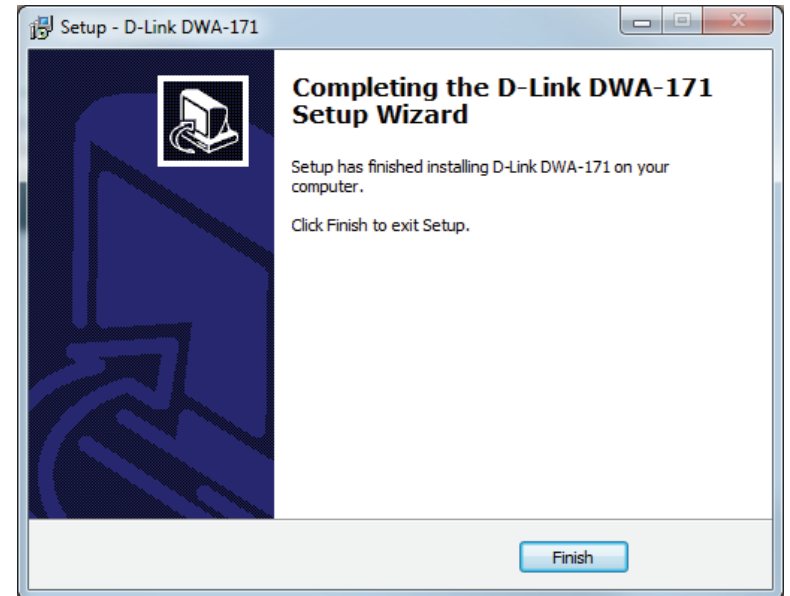 Setup - D-Link DWA-171
Completing the D-Link DWA-171
Setup Wizard
Setup has finished installing D-Link DWA-171 on your
computer.
Click Finish to exit Setup.
Finish